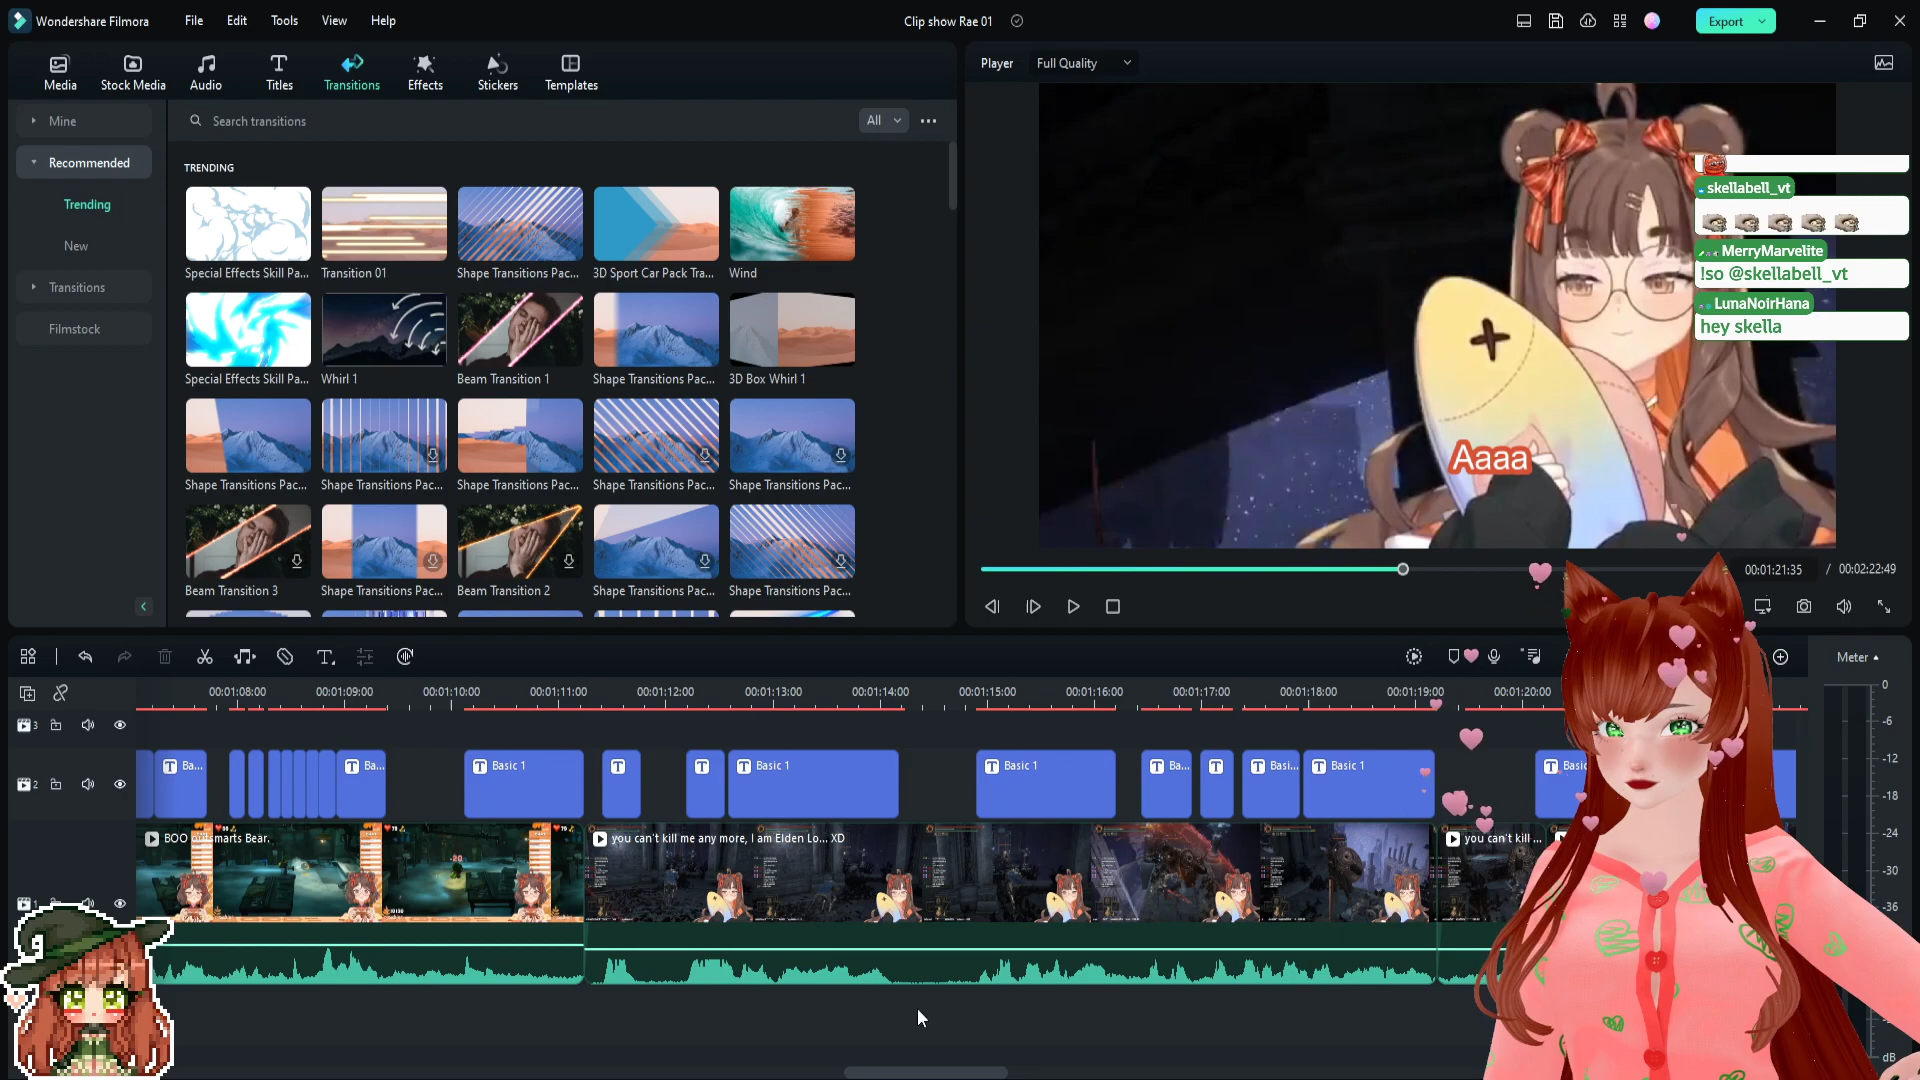 Wondershare Filmora
File
Edit
Tools
View
Help
Clip show Rae 01
Export
Media
Stock Media
Audio
Titles
Transitions
Effects
Stickers
Templates
Player
Full Quality
Mine
Recommended
Trending
New
Transitions
Filmstock
Search transitions
All
TRENDING
Special Effects Skill Pa...
Transition 01
Shape Transitions Pac...
3D Sport Car Pack Tra...
Wind
Special Effects Skill Pa...
Whirl 1
Beam Transition 1
Shape Transitions Pac...
3D Box Whirl 1
Shape Transitions Pac...
Shape Transitions Pac...
Shape Transitions Pac...
Shape Transitions Pac...
Shape Transitions Pac...
Beam Transition 3
Shape Transitions Pac...
Beam Transition 2
Shape Transitions Pac...
Shape Transitions Pac...
Aaaa
skellabell_vt
MerryMarvelite
!so @skellabell_vt
LunaNoirHana
hey skella
00:01:21:35
/
00:02:22:49
Meter
00:01:08:00
00:01:09:00
00:01:10:00
00:01:11:00
00:01:12:00
00:01:13:00
00:01:14:00
00:01:15:00
00:01:16:00
00:01:17:00
00:01:18:00
00:01:19:00
00:01:20:00
3
2
Ba...
Ba...
Basic 1
Basic 1
Basic 1
Ba...
Basi...
Basic 1
Basic
BOO outsmarts Bear.
you can't kill me any more, I am Elden Lo... XD
you can't kill ...
1
0
-6
-12
-18
-24
-30
-36
dB